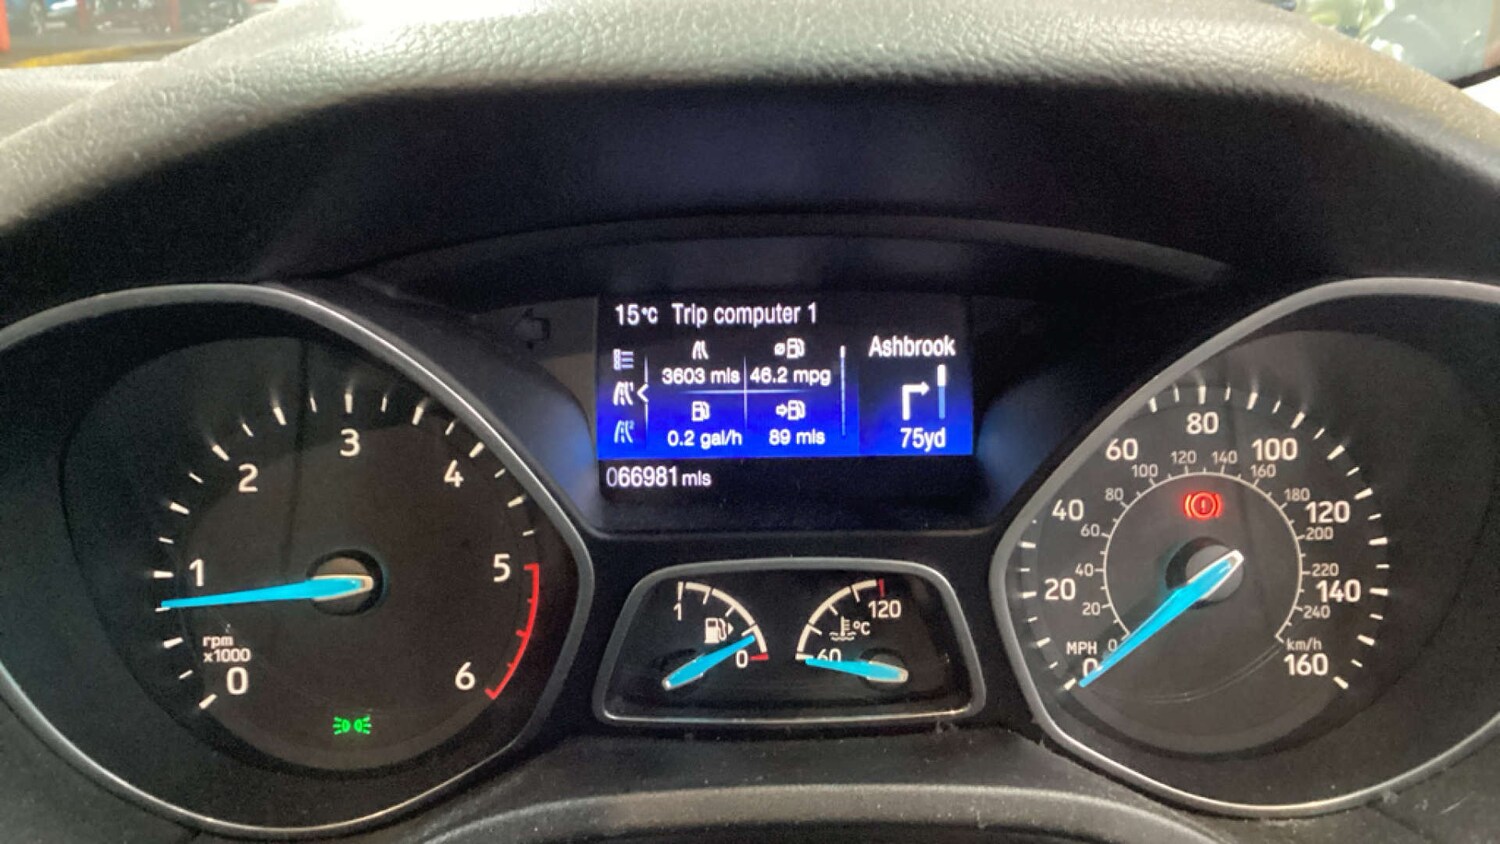 15°C Trip computer 1
3603 mls 46.2 mpg
0.2 gal/h 89 mls
Ashbrook
75yd
066981 mls
0 1 2 3 4 5 6
rpm
x1000
1 0
60 120 °C
MPH
0 20 40 60 80 100 120 140 160
0 20 40 60 80 100 120 140 160 180 200 220 240
km/h